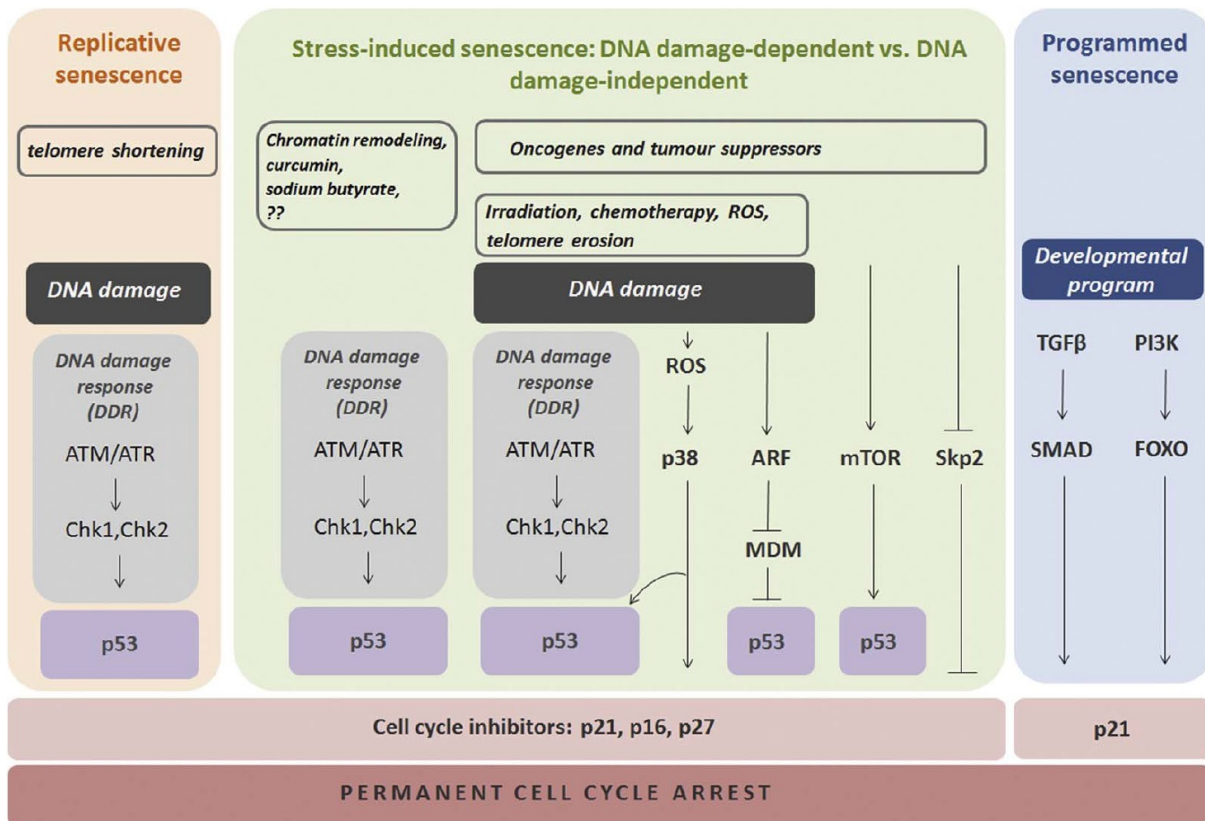 Replicative
senescence
telomere shortening
DNA damage
DNA damage
response
(DDR)
ATM/ATR
Chk1,Chk2
p53
Stress-induced senescence: DNA damage-dependent vs. DNA
damage-independent
Chromatin remodeling,
curcumin,
sodium butyrate,
??
Oncogenes and tumour suppressors
Irradiation, chemotherapy, ROS,
telomere erosion
DNA damage
DNA damage
response
(DDR)
ATM/ATR
Chk1,Chk2
p53
DNA damage
response
(DDR)
ATM/ATR
Chk1,Chk2
p53
ROS
p38
ARF
MDM
p53
mTOR
p53
Skp2
Programmed
senescence
Developmental
program
TGFβ
SMAD
PI3K
FOXO
Cell cycle inhibitors: p21, p16, p27
p21
PERMANENT CELL CYCLE ARREST